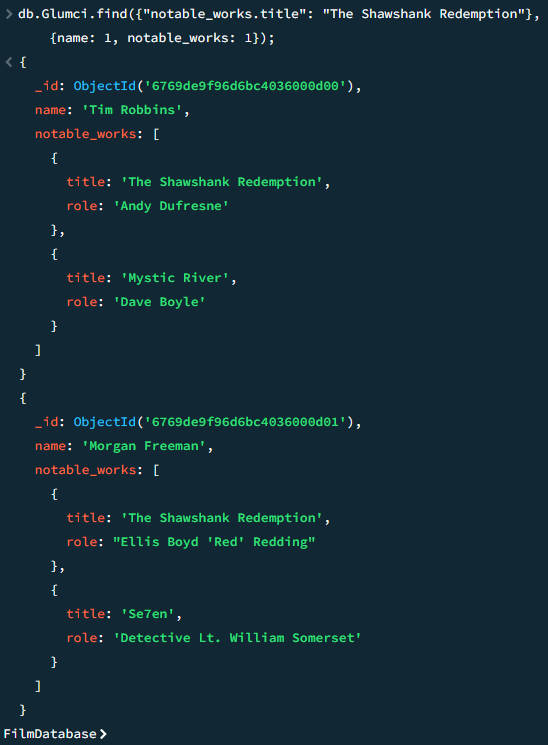 > db.Glumci.find({"notable_works.title": "The Shawshank Redemption"},
{name: 1, notable_works: 1});
< {
_id: ObjectId('6769de9f96d6bc4036000d00'),
name: 'Tim Robbins',
notable_works: [
{
title: 'The Shawshank Redemption',
role: 'Andy Dufresne'
},
{
title: 'Mystic River',
role: 'Dave Boyle'
}
]
}
{
_id: ObjectId('6769de9f96d6bc4036000d01'),
name: 'Morgan Freeman',
notable_works: [
{
title: 'The Shawshank Redemption',
role: "Ellis Boyd 'Red' Redding"
},
{
title: 'Se7en',
role: 'Detective Lt. William Somerset'
}
]
}
FilmDatabase>